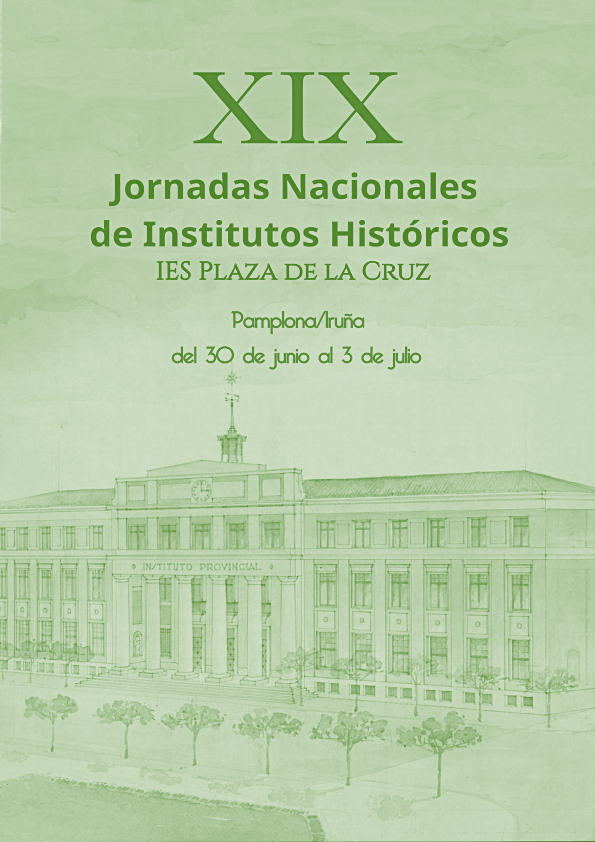 XIX
Jornadas Nacionales
de Institutos Históricos
IES PLAZA DE LA CRUZ
Pamplona/Iruña
del 30 de junio al 3 de julio
INSTITUTO PROVINCIAL